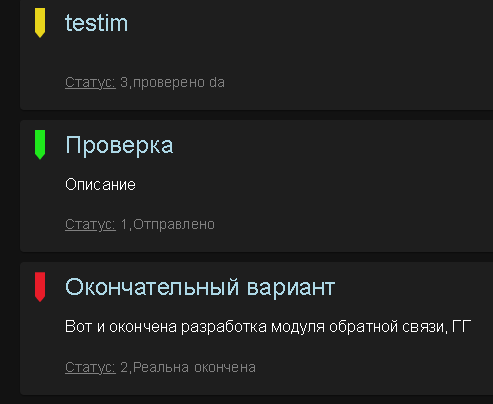 testim
Статус: 3,проверено da
Проверка
Описание
Статус: 1,Отправлено
Окончательный вариант
Вот и окончена разработка модуля обратной связи, ГГ
Статус: 2,Реальна окончена